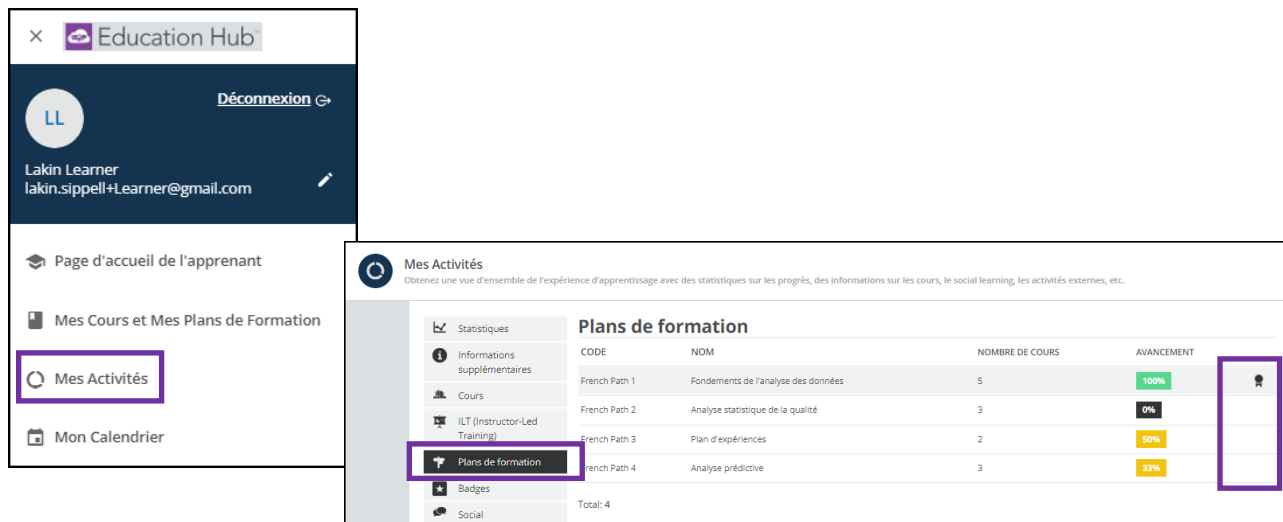 Education Hub™
Déconnexion
LL
Lakin Learner
lakin.sippell+Learner@gmail.com
Page d'accueil de l'apprenant
Mes Cours et Mes Plans de Formation
Mes Activités
Mon Calendrier
Mes Activités
Obtenez une vue d'ensemble de l'expérience d'apprentissage avec des statistiques sur les progrès, des informations sur les cours, le social learning, les activités externes, etc.
Statistiques
Informations
supplémentaires
Cours
ILT (Instructor-Led
Training)
Plans de formation
Badges
Social
Plans de formation
CODE NOM NOMBRE DE COURS AVANCEMENT
French Path 1 Fondements de l'analyse des données 5 100%
French Path 2 Analyse statistique de la qualité 3 0%
French Path 3 Plan d'expériences 2 50%
French Path 4 Analyse prédictive 3 33%
Total: 4